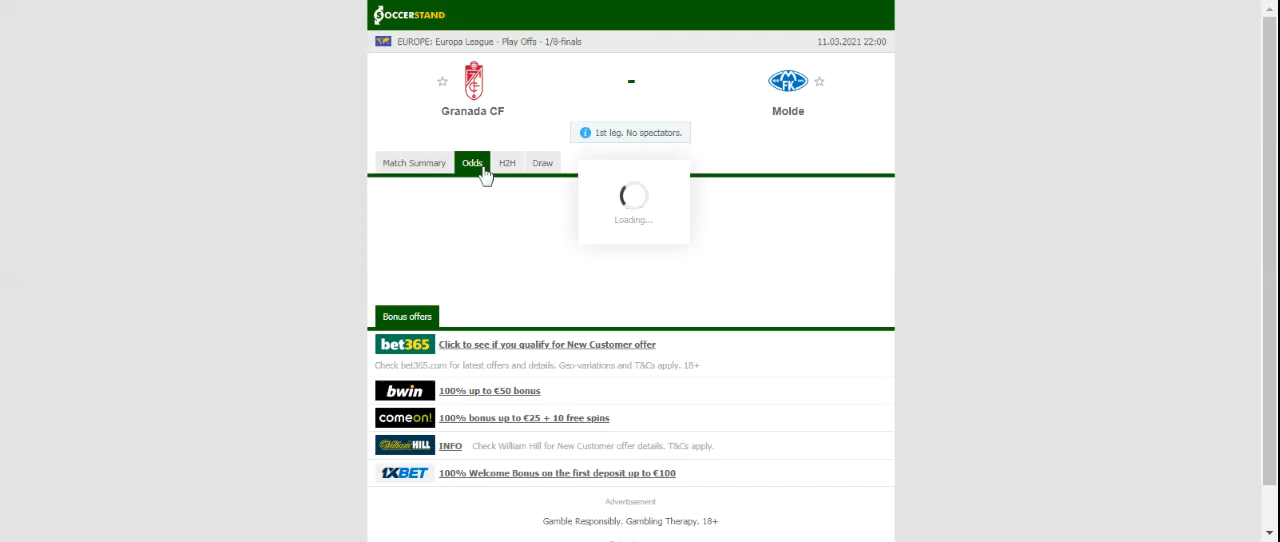 SOCCERSTAND
EUROPE: Europa League - Play Offs - 1/8-finals 11.03.2021 22:00
Granada CF - Molde
1st leg. No spectators.
Match Summary Odds H2H Draw
Loading...
Bonus offers
bet365 Click to see if you qualify for New Customer offer
Check bet365.com for latest offers and details. Geo-variations and T&Cs apply. 18+
bwin 100% up to €50 bonus
comeon! 100% bonus up to €25 + 10 free spins
William HILL INFO Check William Hill for New Customer offer details. T&Cs apply.
1XBET 100% Welcome Bonus on the first deposit up to €100
Advertisement
Gamble Responsibly. Gambling Therapy. 18+